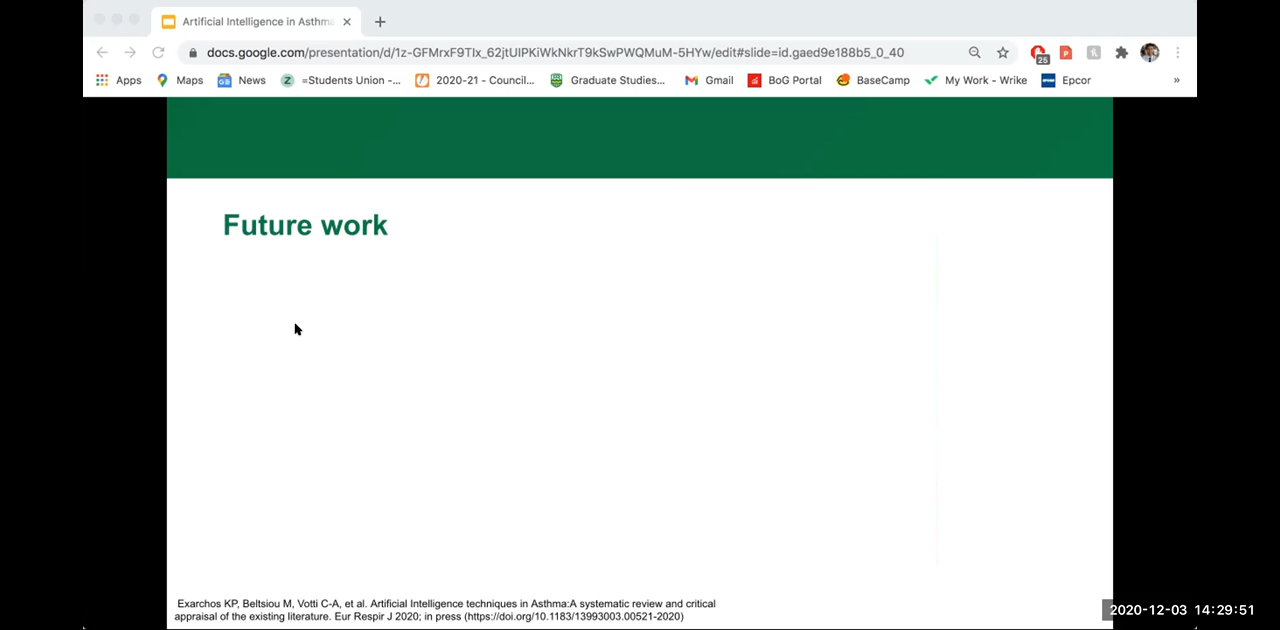 Artificial Intelligence in Asthma
docs.google.com/presentation/d/1z-GFMrxF9TIx_62jtUIPKiWkNkrT9kSwPWQMuM-5HYw/edit#slide=id.gaed9e188b5_0_40
25
Apps Maps News =Students Union -... 2020-21 - Council... Graduate Studies... Gmail BoG Portal BaseCamp My Work - Wrike Epcor »
Future work
Exarchos KP, Beltsiou M, Votti C-A, et al. Artificial Intelligence techniques in Asthma:A systematic review and critical
appraisal of the existing literature. Eur Respir J 2020; in press (https://doi.org/10.1183/13993003.00521-2020)
2020-12-03 14:29:51